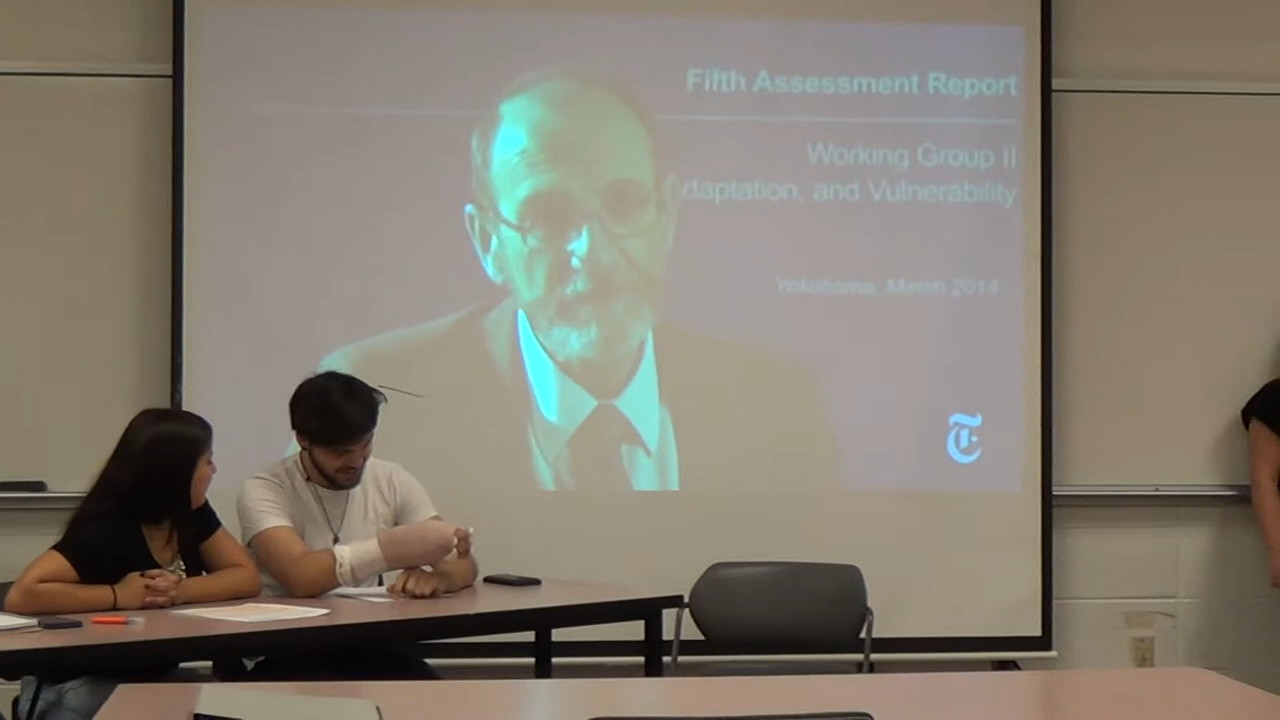 Fifth Assessment Report
Working Group II
daptation, and Vulnerability
Yokohama, March 2014
T